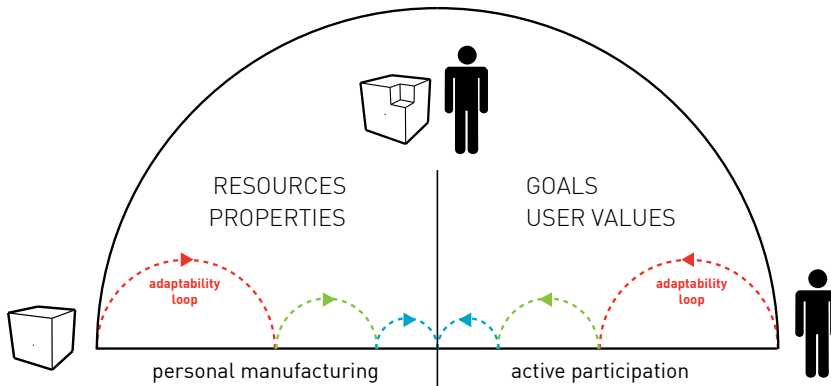 RESOURCES
PROPERTIES
GOALS
USER VALUES
adaptability
loop
adaptability
loop
personal manufacturing
active participation